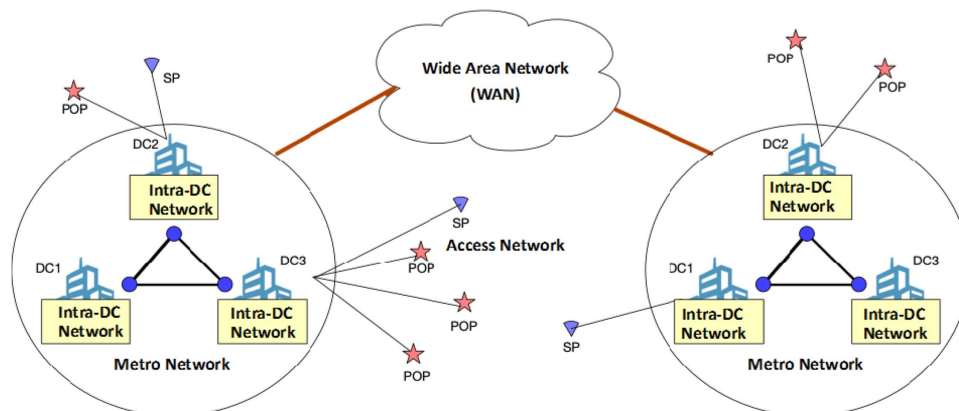 SP
POP
Wide Area Network
(WAN)
POP
POP
DC2
Intra-DC
Network
DC2
Intra-DC
Network
SP
Access Network
POP
DC1
Intra-DC
Network
DC3
Intra-DC
Network
POP
POP
Metro Network
DC1
Intra-DC
Network
DC3
Intra-DC
Network
SP
Metro Network